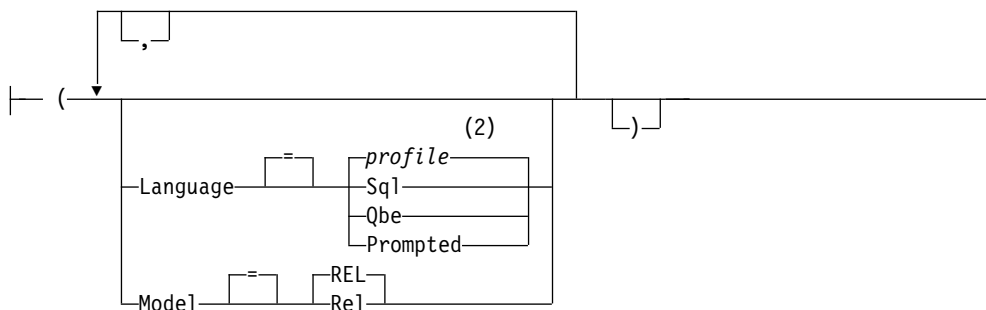 ,
( )
(2)
= profile
Language Sql
Qbe
Prompted
= REL
Model Rel